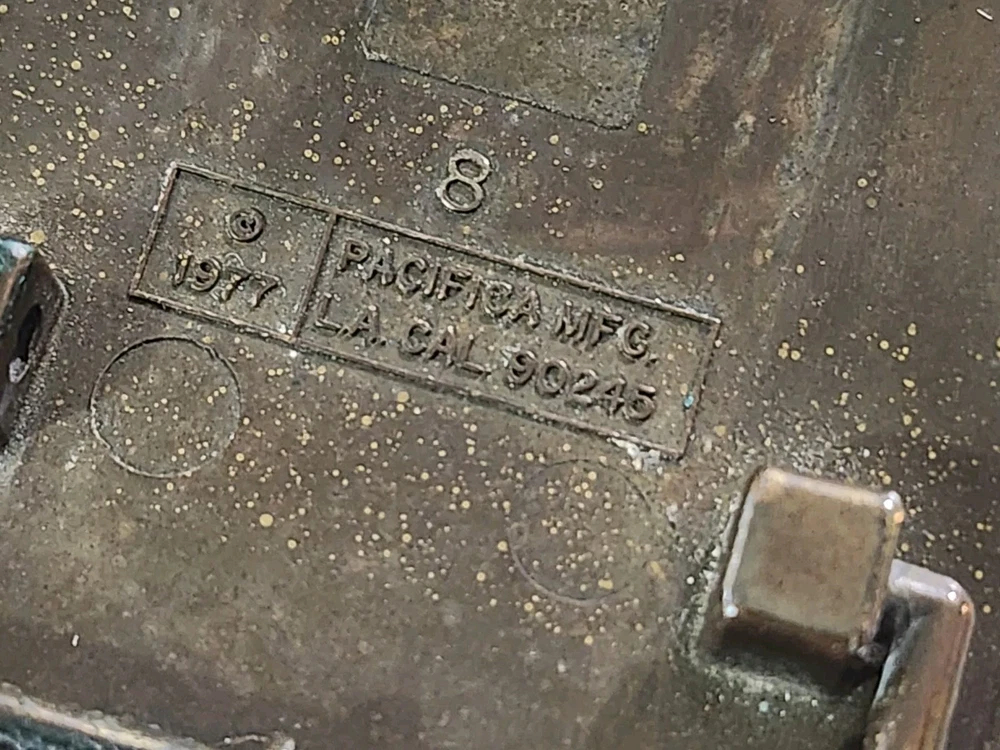 8
© 1977
PACIFICA MFG.
L.A. CAL. 90245